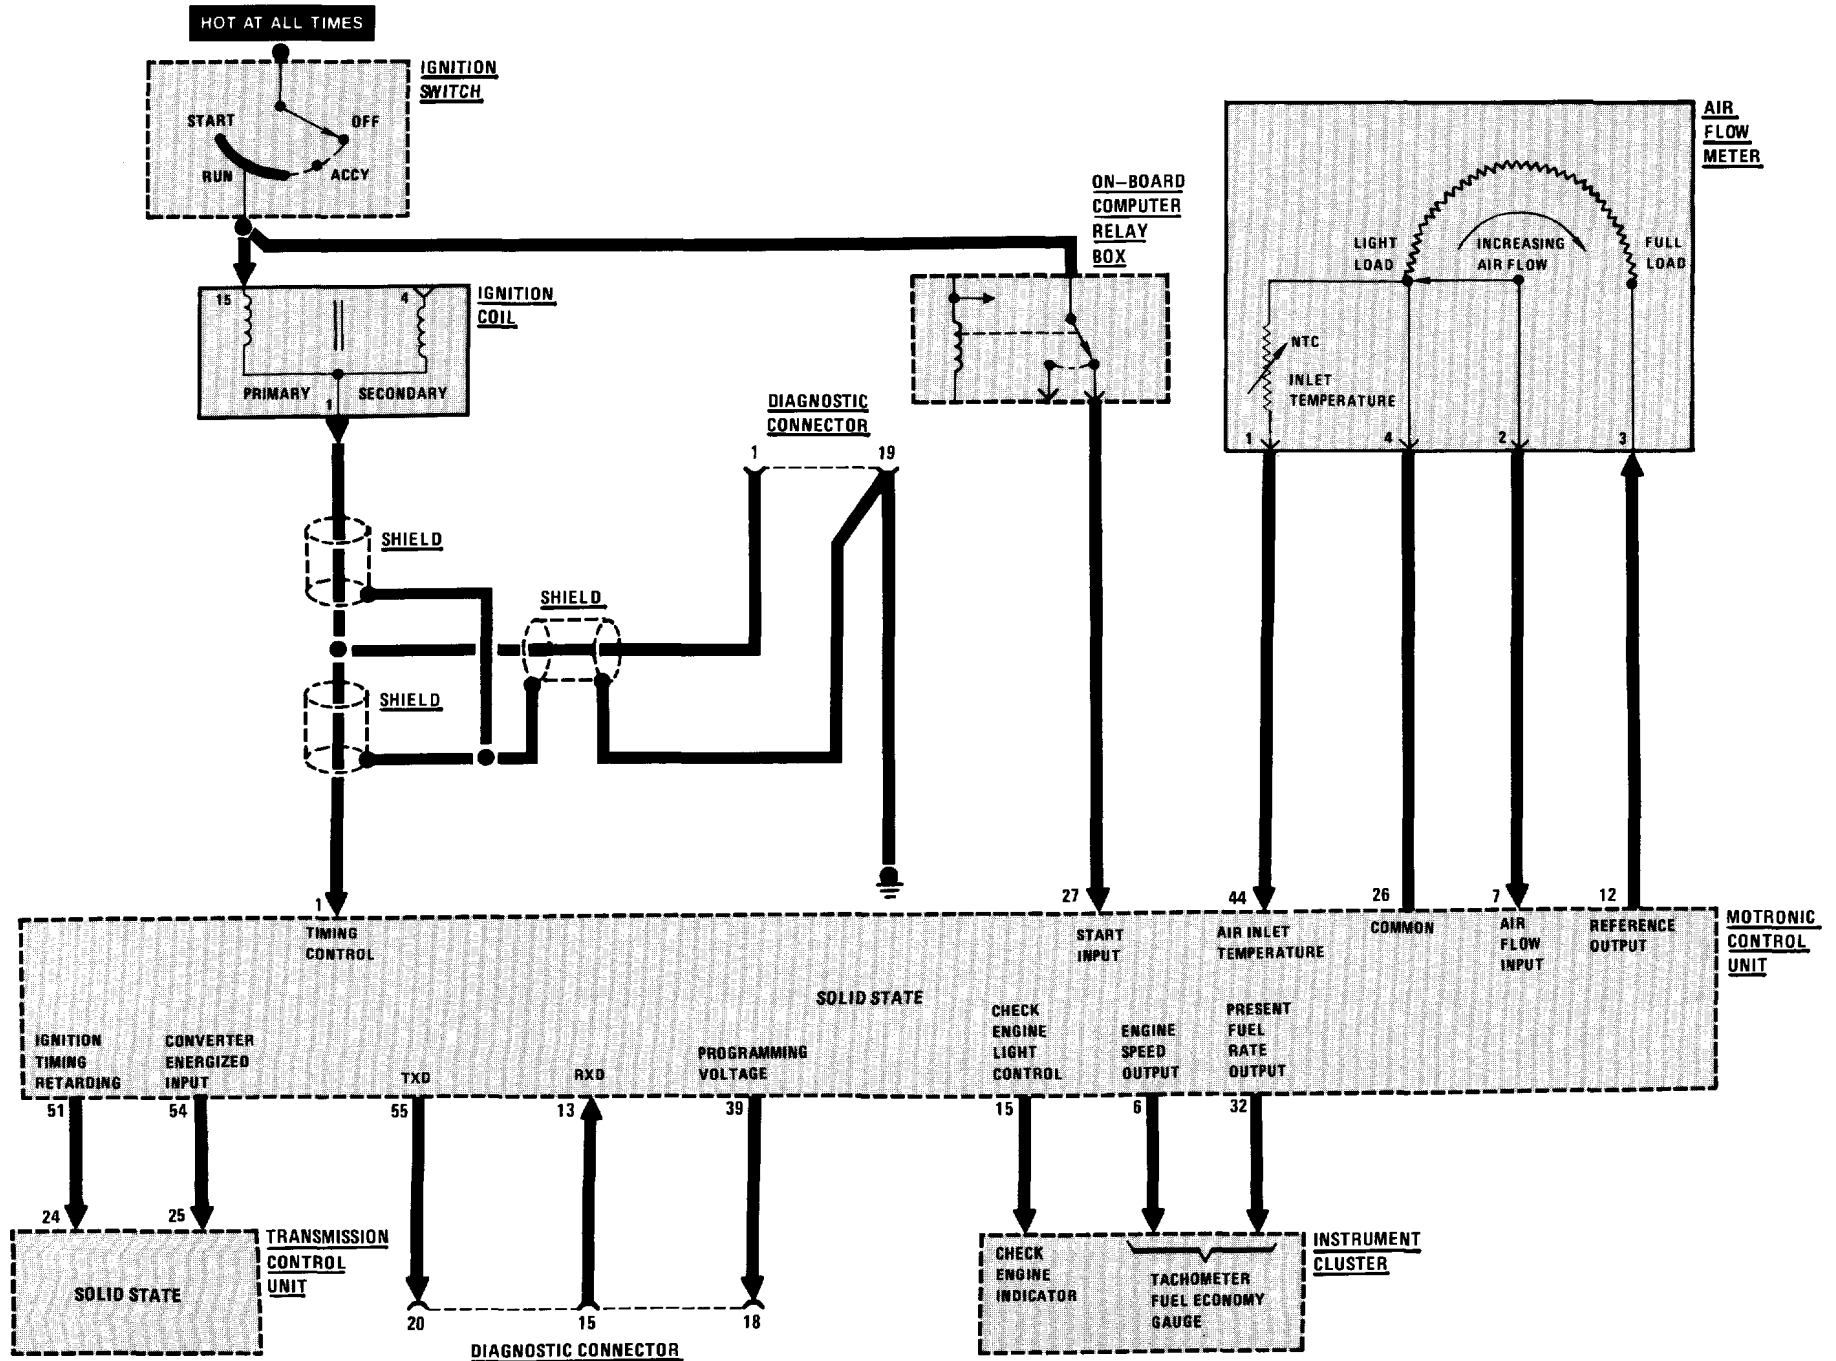 HOT AT ALL TIMES
IGNITION
SWITCH
START
OFF
RUN
ACCY
AIR
FLOW
METER
ON-BOARD
COMPUTER
RELAY
BOX
LIGHT
LOAD
INCREASING
AIR FLOW
FULL
LOAD
15
4
IGNITION
COIL
PRIMARY
SECONDARY
1
NTC
INLET
TEMPERATURE
DIAGNOSTIC
CONNECTOR
1
19
1
4
2
3
SHIELD
SHIELD
SHIELD
1
27
44
26
7
12
MOTRONIC
CONTROL
UNIT
TIMING
CONTROL
START
INPUT
AIR INLET
TEMPERATURE
COMMON
AIR
FLOW
INPUT
REFERENCE
OUTPUT
SOLID STATE
IGNITION
TIMING
RETARDING
CONVERTER
ENERGIZED
INPUT
TXD
RXD
PROGRAMMING
VOLTAGE
CHECK
ENGINE
LIGHT
CONTROL
ENGINE
SPEED
OUTPUT
PRESENT
FUEL
RATE
OUTPUT
51
54
55
13
39
15
6
32
24
25
TRANSMISSION
CONTROL
UNIT
SOLID STATE
20
15
18
DIAGNOSTIC CONNECTOR
CHECK
ENGINE
INDICATOR
TACHOMETER
FUEL ECONOMY
GAUGE
INSTRUMENT
CLUSTER